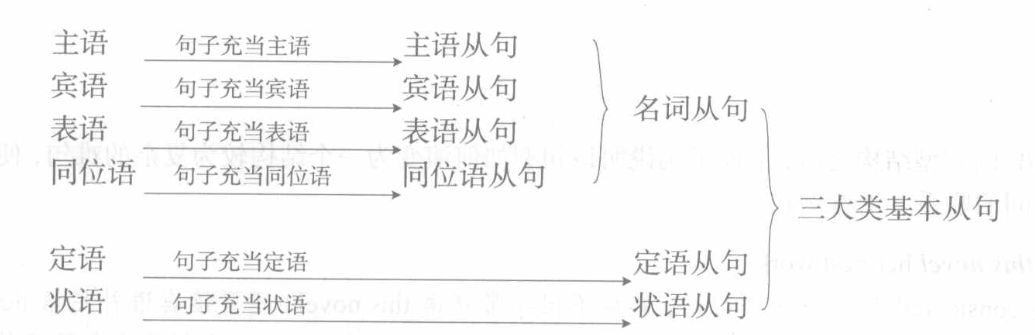 主语 句子充当主语 主语从句
宾语 句子充当宾语 宾语从句
名词从句
表语 句子充当表语 表语从句
同位语 句子充当同位语 同位语从句
三大类基本从句
定语 句子充当定语 定语从句
this novel
this novel
状语 句子充当状语 状语从句